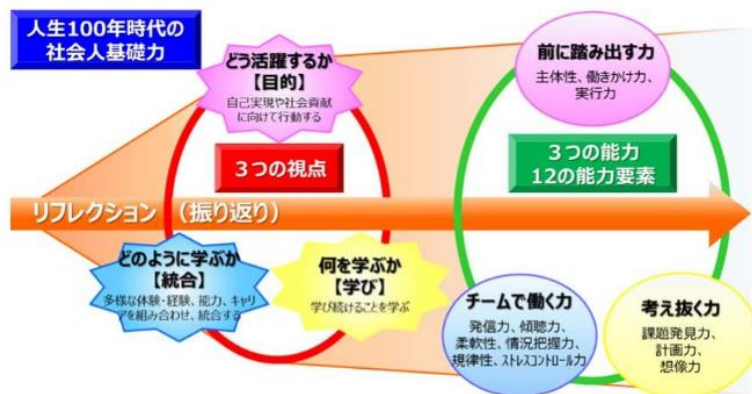 人生100年時代の
社会人基礎力
どう活躍するか
【目的】
自己実現や社会貢献
に向けて行動する
前に踏み出す力
主体性、働きかけ力、
実行力
3つの視点
3つの能力
12の能力要素
リフレクション (振り返り)
どのように学ぶか
【統合】
多様な体験・経験、能力、キャリ
アを組み合わせ、統合する
何を学ぶか
【学び】
学び続けることを学ぶ
チームで働く力
発信力、傾聴力、
柔軟性、情況把握力、
規律性、ストレスコントロール力
考え抜く力
課題発見力、
計画力、
想像力